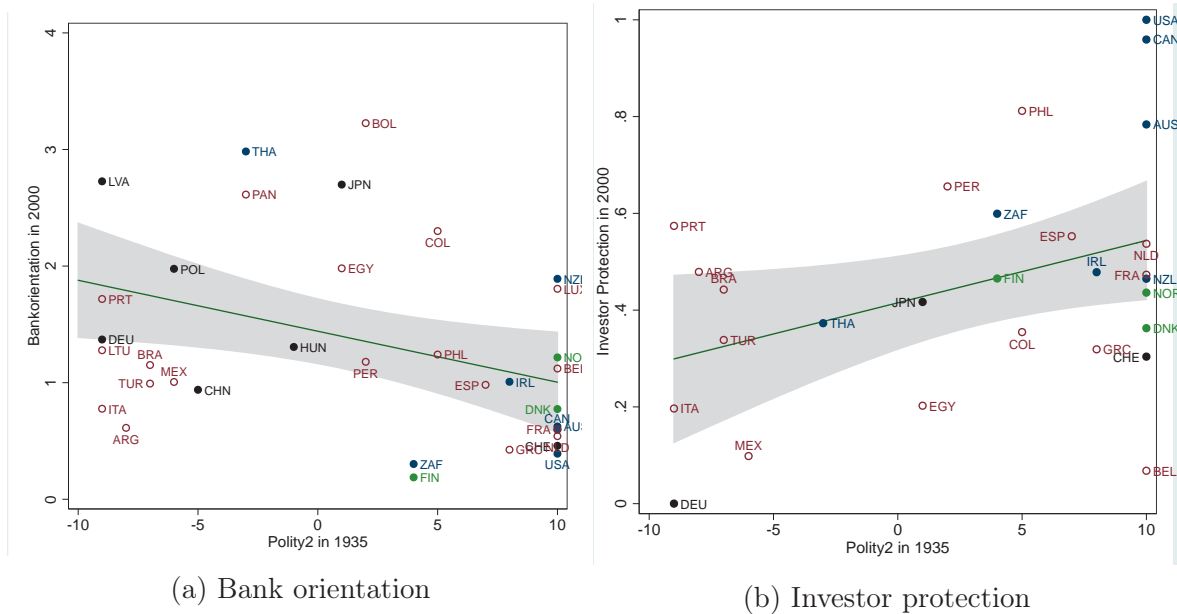 4
3
2
1
0
Bankorientation in 2000
BOL
THA
LVA
JPN
PAN
COL
POL
EGY
NZL
LUX
PRT
DEU
LTU
BRA
HUN
PHL
NO
PER
BEL
TUR
MEX
CHN
ESP
IRL
ITA
DNK
CAN
ARG
FRA
AUS
CHE
GRC
NLD
USA
ZAF
FIN
-10
-5
0
5
10
Polity2 in 1935
(a) Bank orientation
1
.8
.6
.4
.2
0
Investor Protection in 2000
USA
CAN
PHL
AUS
PER
ZAF
PRT
ESP
NLD
ARG
BRA
IRL
FRA
FIN
NZL
NOR
JPN
THA
TUR
COL
DNK
GRC
CHE
ITA
EGY
MEX
BEL
DEU
-10
-5
0
5
10
Polity2 in 1935
(b) Investor protection